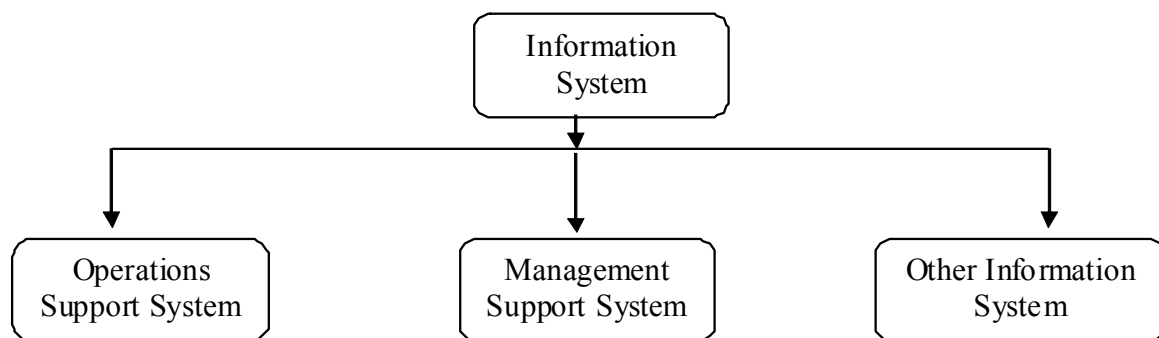 Information
System
Operations
Support System
Management
Support System
Other Information
System